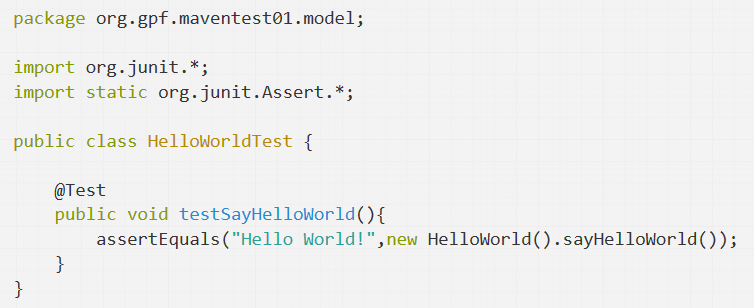 package org.gpf.maventest01.model;
import org.junit.*;
import static org.junit.Assert.*;
public class HelloWorldTest {
@Test
public void testSayHelloWorld(){
assertEquals("Hello World!",new HelloWorld().sayHelloWorld());
}
}